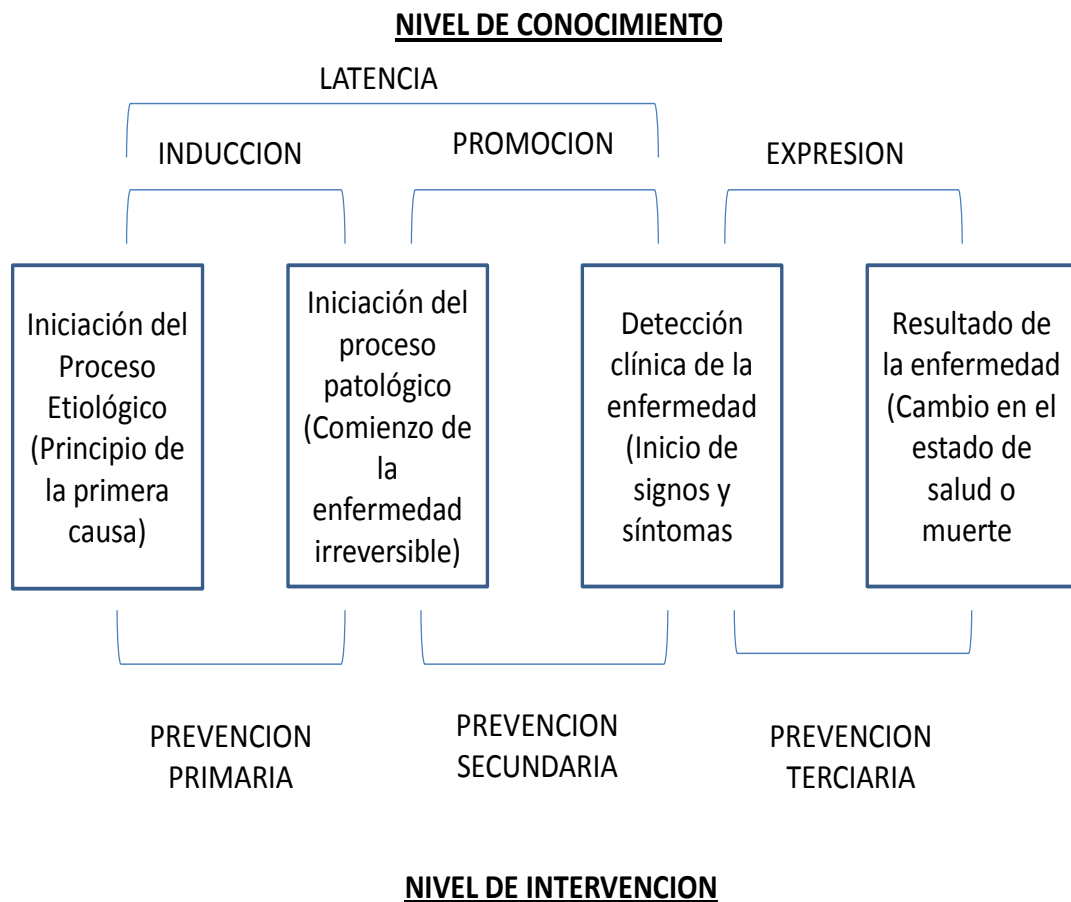 NIVEL DE CONOCIMIENTO
LATENCIA
INDUCCION
PROMOCION
EXPRESION
Iniciación del
Proceso
Etiológico
(Principio de
la primera
causa)
Iniciación del
proceso
patológico
(Comienzo de
la
enfermedad
irreversible)
Detección
clínica de la
enfermedad
(Inicio de
signos y
síntomas
Resultado de
la enfermedad
(Cambio en el
estado de
salud o
muerte
PREVENCION
PRIMARIA
PREVENCION
SECUNDARIA
PREVENCION
TERCIARIA
NIVEL DE INTERVENCION